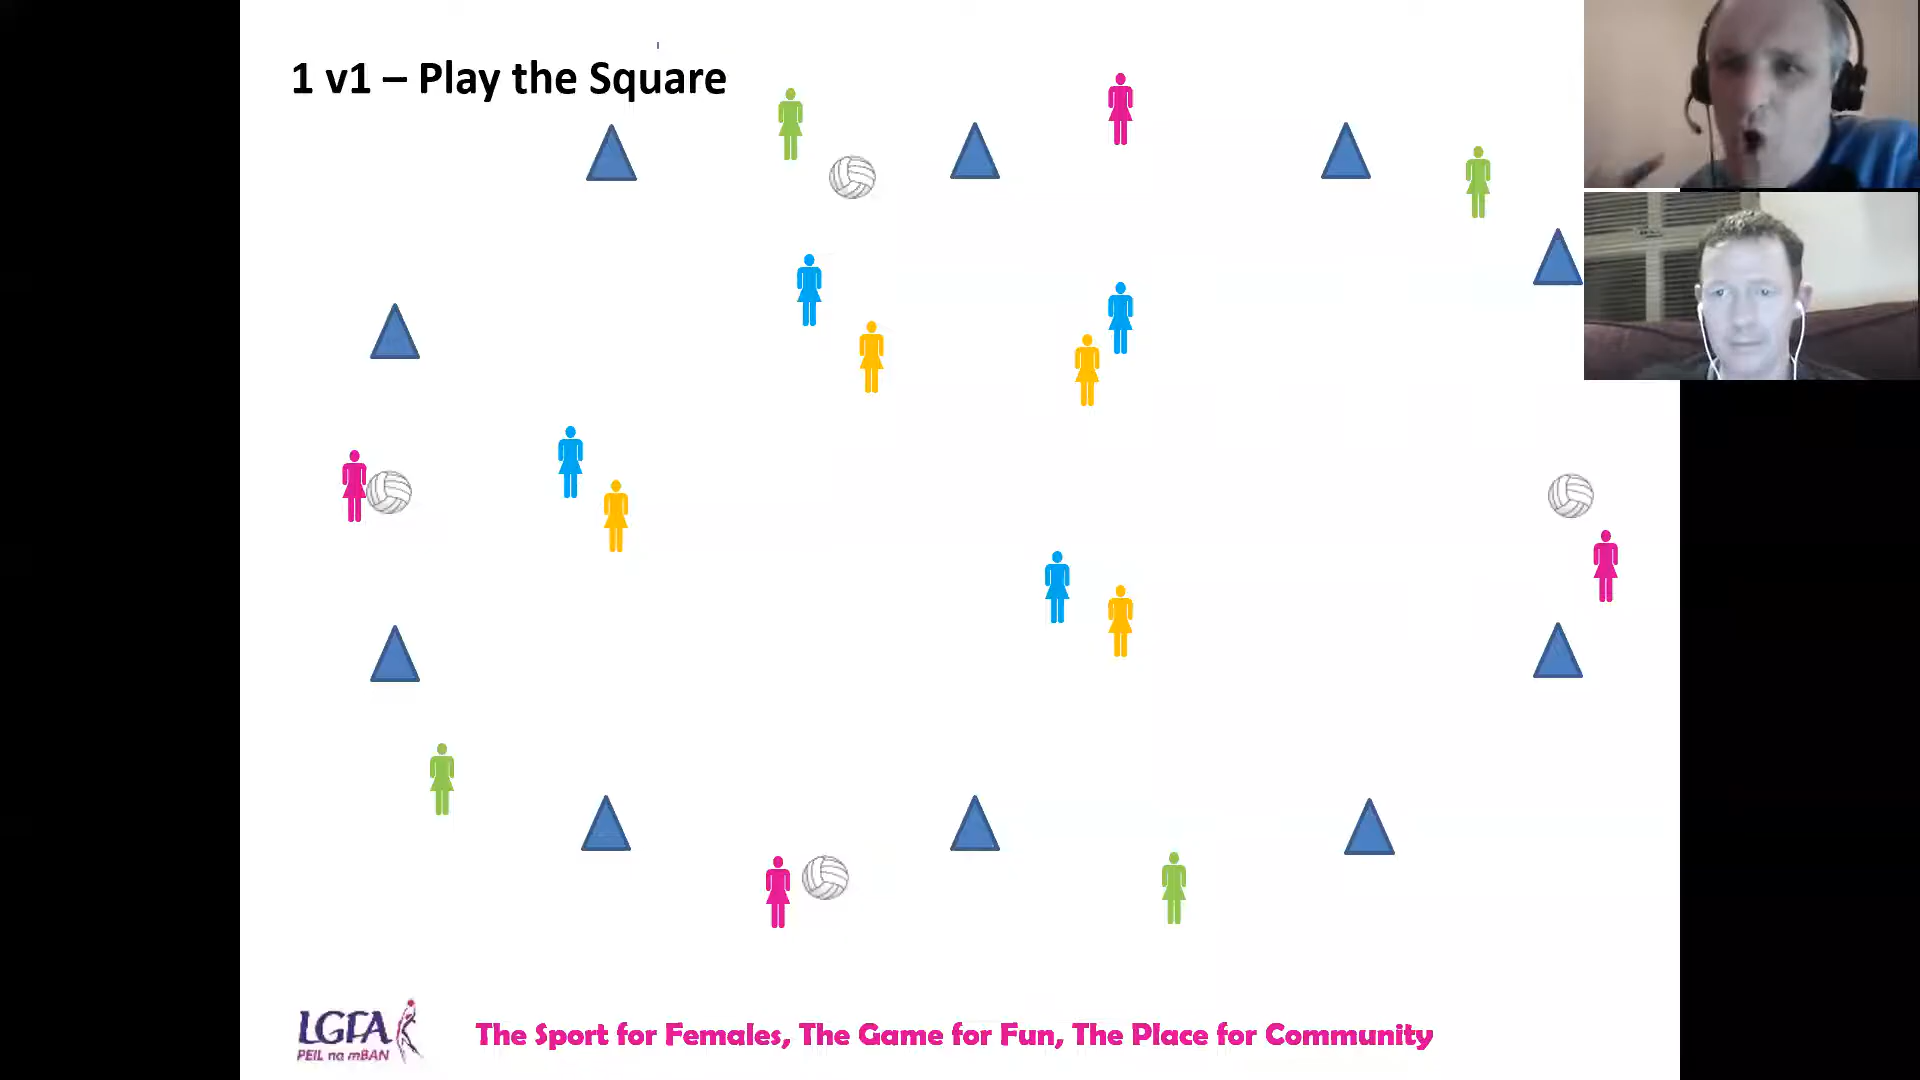 1 v1 – Play the Square
LGFA
PEIL na mBAN
The Sport for Females, The Game for Fun, The Place for Community